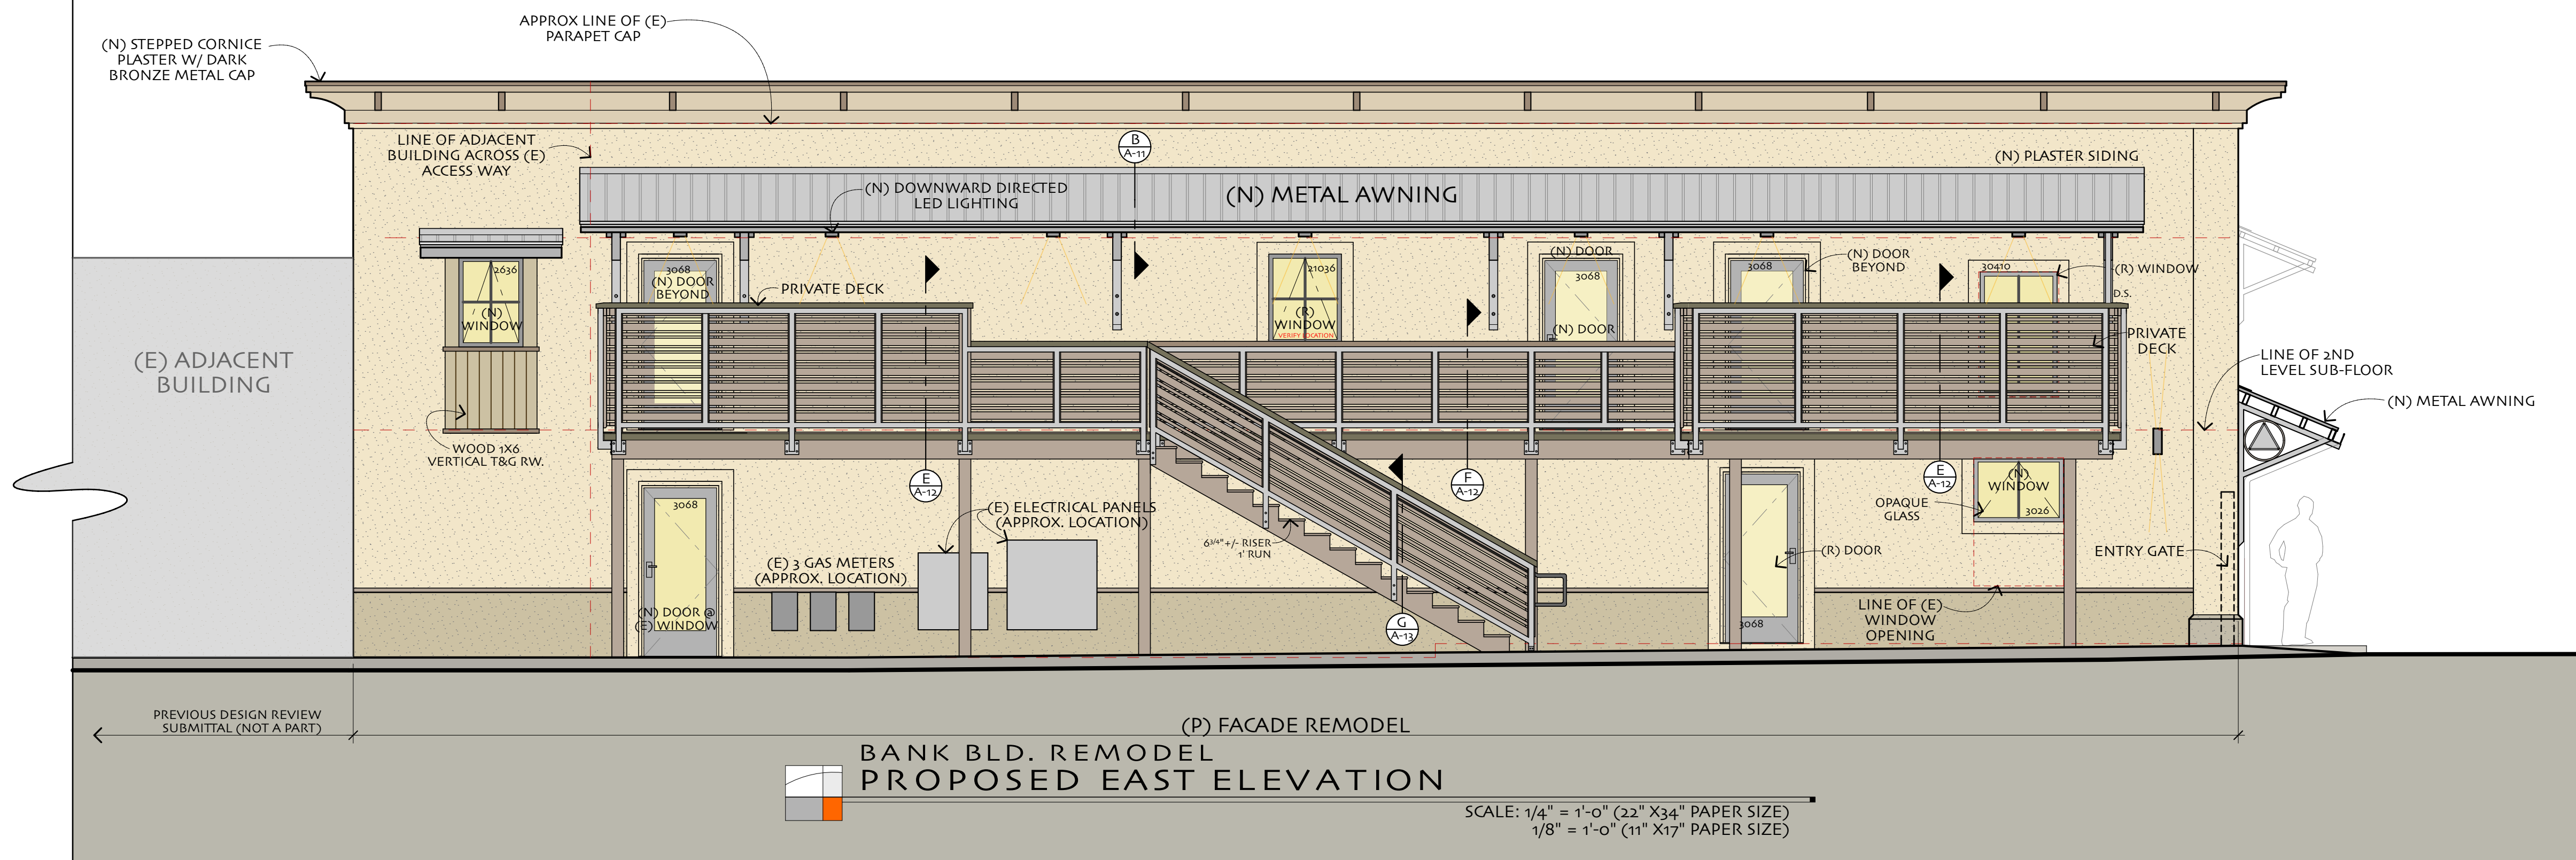 APPROX LINE OF (E)
PARAPET CAP
(N) STEPPED CORNICE
PLASTER W/ DARK
BRONZE METAL CAP
LINE OF ADJACENT
BUILDING ACROSS (E)
ACCESS WAY
B
A-11
(N) PLASTER SIDING
(N) DOWNWARD DIRECTED
LED LIGHTING
(N) METAL AWNING
2636
(N)
WINDOW
3068
(N) DOOR
BEYOND
PRIVATE DECK
21036
(R)
WINDOW
VERIFY LOCATION
(N) DOOR
3068
(N) DOOR
3068
(N) DOOR
BEYOND
30410
(R) WINDOW
D.S.
PRIVATE
DECK
(E) ADJACENT
BUILDING
LINE OF 2ND
LEVEL SUB-FLOOR
(N) METAL AWNING
WOOD 1X6
VERTICAL T&G RW.
E
A-12
F
A-12
E
A-12
(N)
WINDOW
3026
OPAQUE
GLASS
3068
(N) DOOR @
(E) WINDOW
(E) ELECTRICAL PANELS
(APPROX. LOCATION)
(E) 3 GAS METERS
(APPROX. LOCATION)
6 3/4" +/- RISER
1' RUN
(R) DOOR
3068
ENTRY GATE
LINE OF (E)
WINDOW
OPENING
G
A-13
PREVIOUS DESIGN REVIEW
SUBMITTAL (NOT A PART)
(P) FACADE REMODEL
BANK BLD. REMODEL
PROPOSED EAST ELEVATION
SCALE: 1/4" = 1'-0" (22" X34" PAPER SIZE)
1/8" = 1'-0" (11" X17" PAPER SIZE)